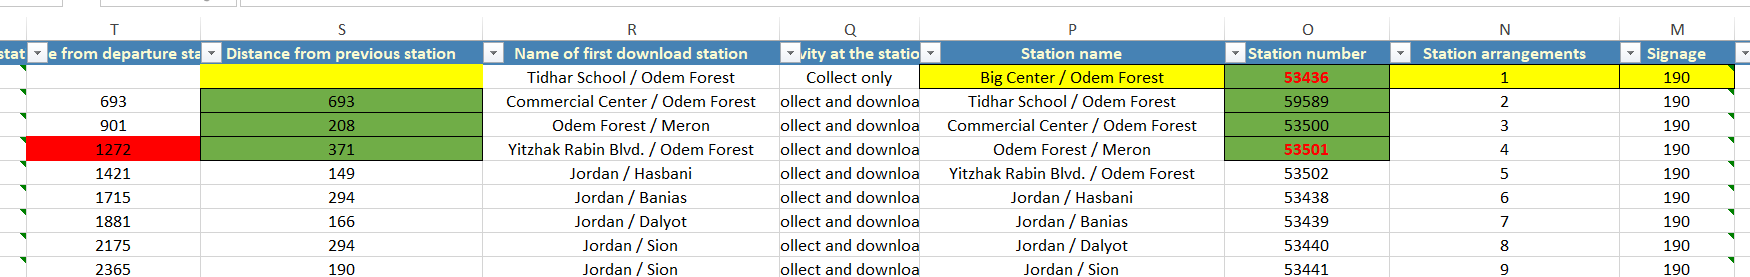 T S R Q P O N M
stat e from departure sta Distance from previous station Name of first download station vity at the statio Station name Station number Station arrangements Signage
Tidhar School / Odem Forest Collect only Big Center / Odem Forest 53436 1 190
693 693 Commercial Center / Odem Forest ollect and downloa Tidhar School / Odem Forest 59589 2 190
901 208 Odem Forest / Meron ollect and downloa Commercial Center / Odem Forest 53500 3 190
1272 371 Yitzhak Rabin Blvd. / Odem Forest ollect and downloa Odem Forest / Meron 53501 4 190
1421 149 Jordan / Hasbani ollect and downloa Yitzhak Rabin Blvd. / Odem Forest 53502 5 190
1715 294 Jordan / Banias ollect and downloa Jordan / Hasbani 53438 6 190
1881 166 Jordan / Dalyot ollect and downloa Jordan / Banias 53439 7 190
2175 294 Jordan / Sion ollect and downloa Jordan / Dalyot 53440 8 190
2365 190 Jordan / Sion ollect and downloa Jordan / Sion 53441 9 190